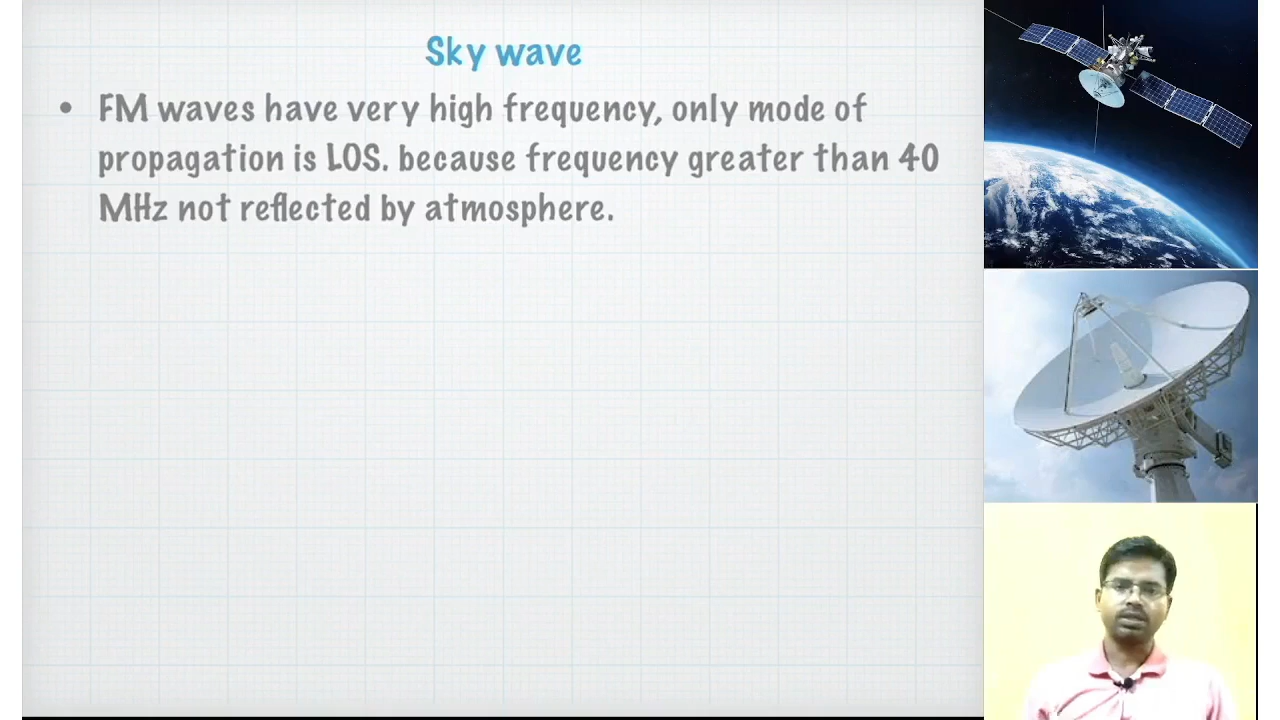 Sky wave
• FM waves have very high frequency, only mode of
propagation is LOS. because frequency greater than 40
MHz not reflected by atmosphere.